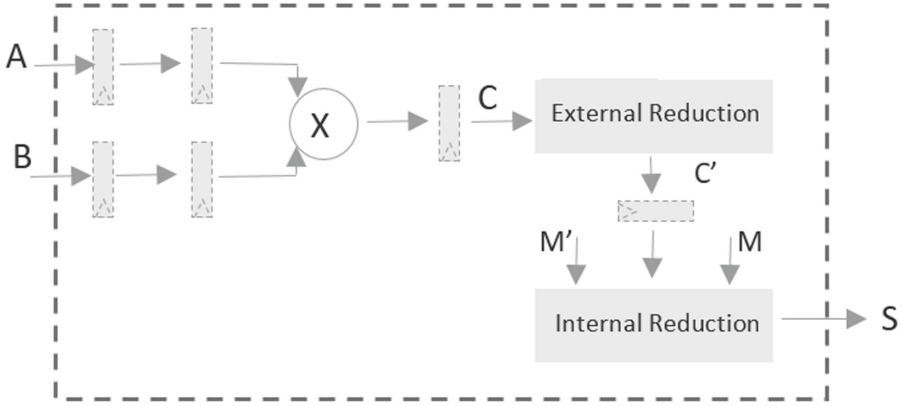 A
B
X
C
External Reduction
C'
M'
M
Internal Reduction
S